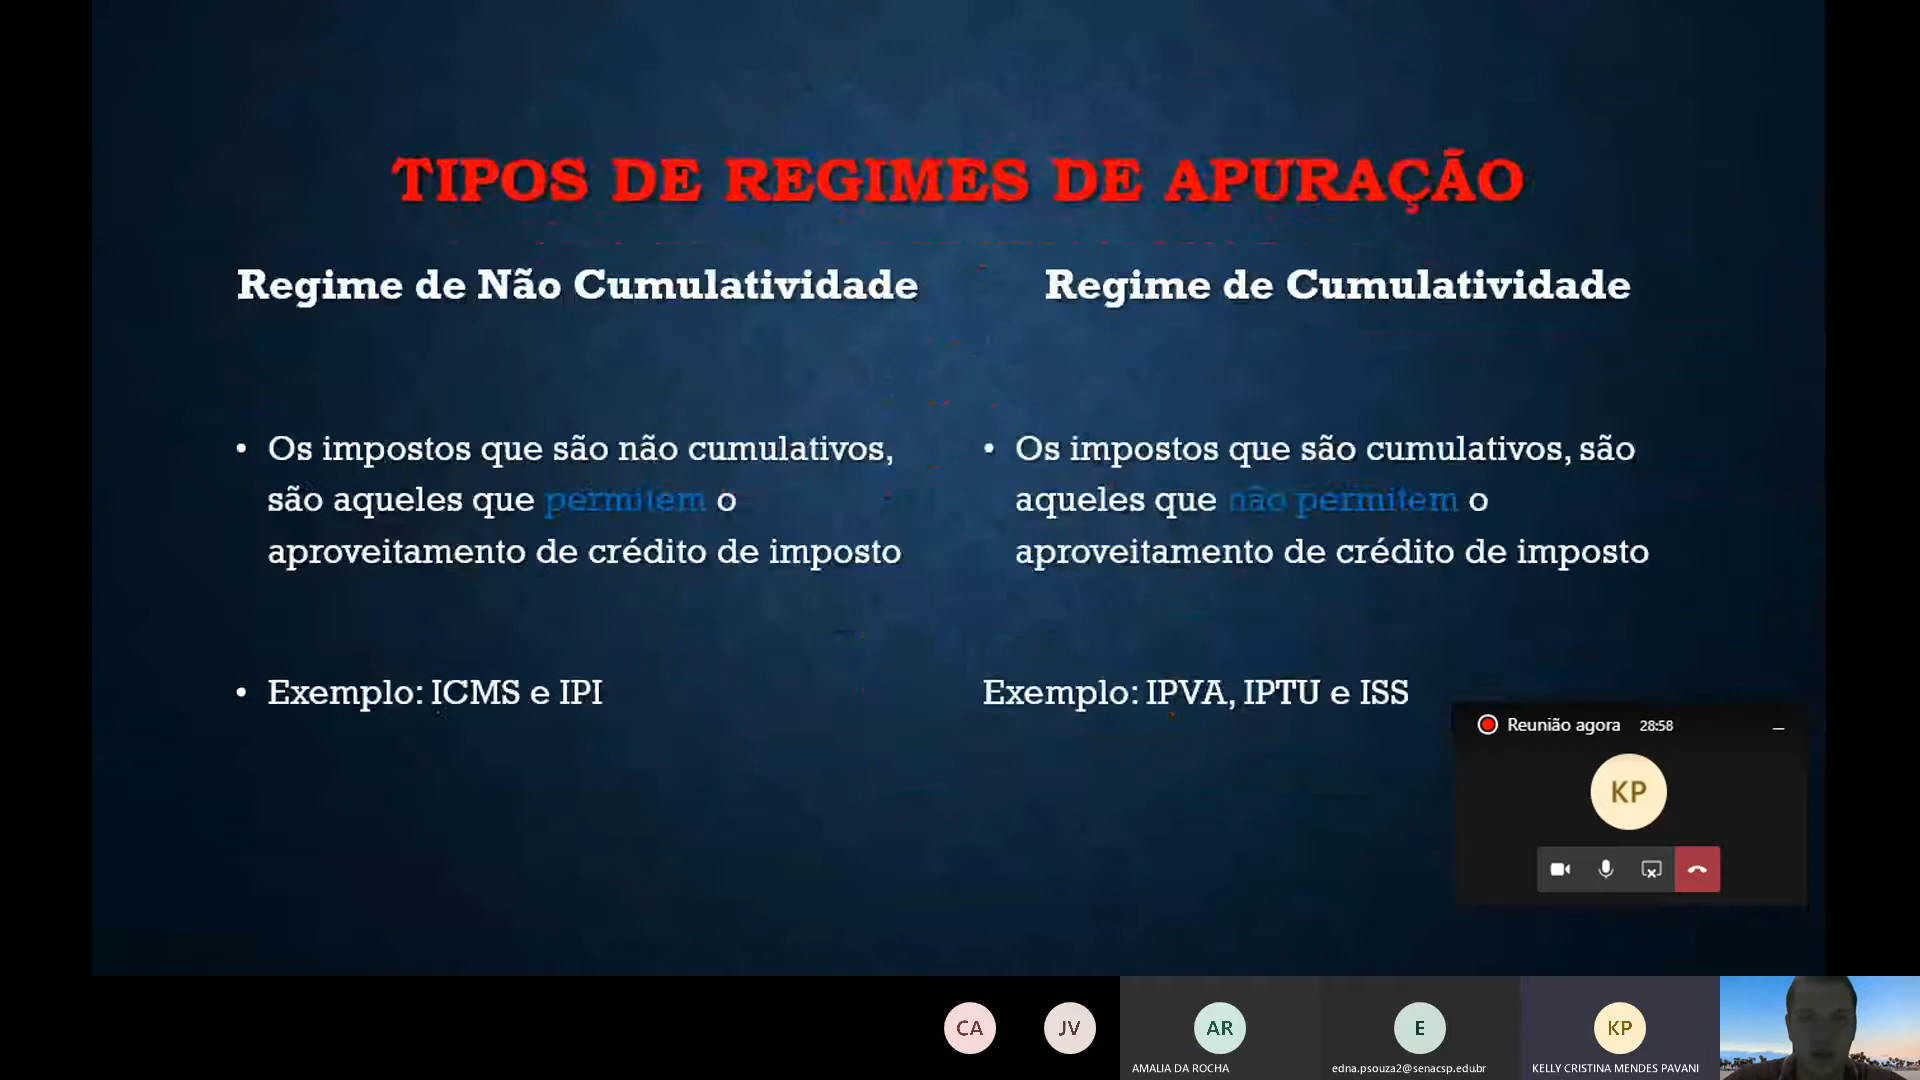 TIPOS DE REGIMES DE APURAÇÃO
Regime de Não Cumulatividade
• Os impostos que são não cumulativos,
são aqueles que permitem o
aproveitamento de crédito de imposto
• Exemplo: ICMS e IPI
Regime de Cumulatividade
• Os impostos que são cumulativos, são
aqueles que não permitem o
aproveitamento de crédito de imposto
Exemplo: IPVA, IPTU e ISS
Reunião agora 28:58
KP
CA
JV
AR
AMALIA DA ROCHA
E
edna.psouza2@senacsp.edu.br
KP
KELLY CRISTINA MENDES PAVANI